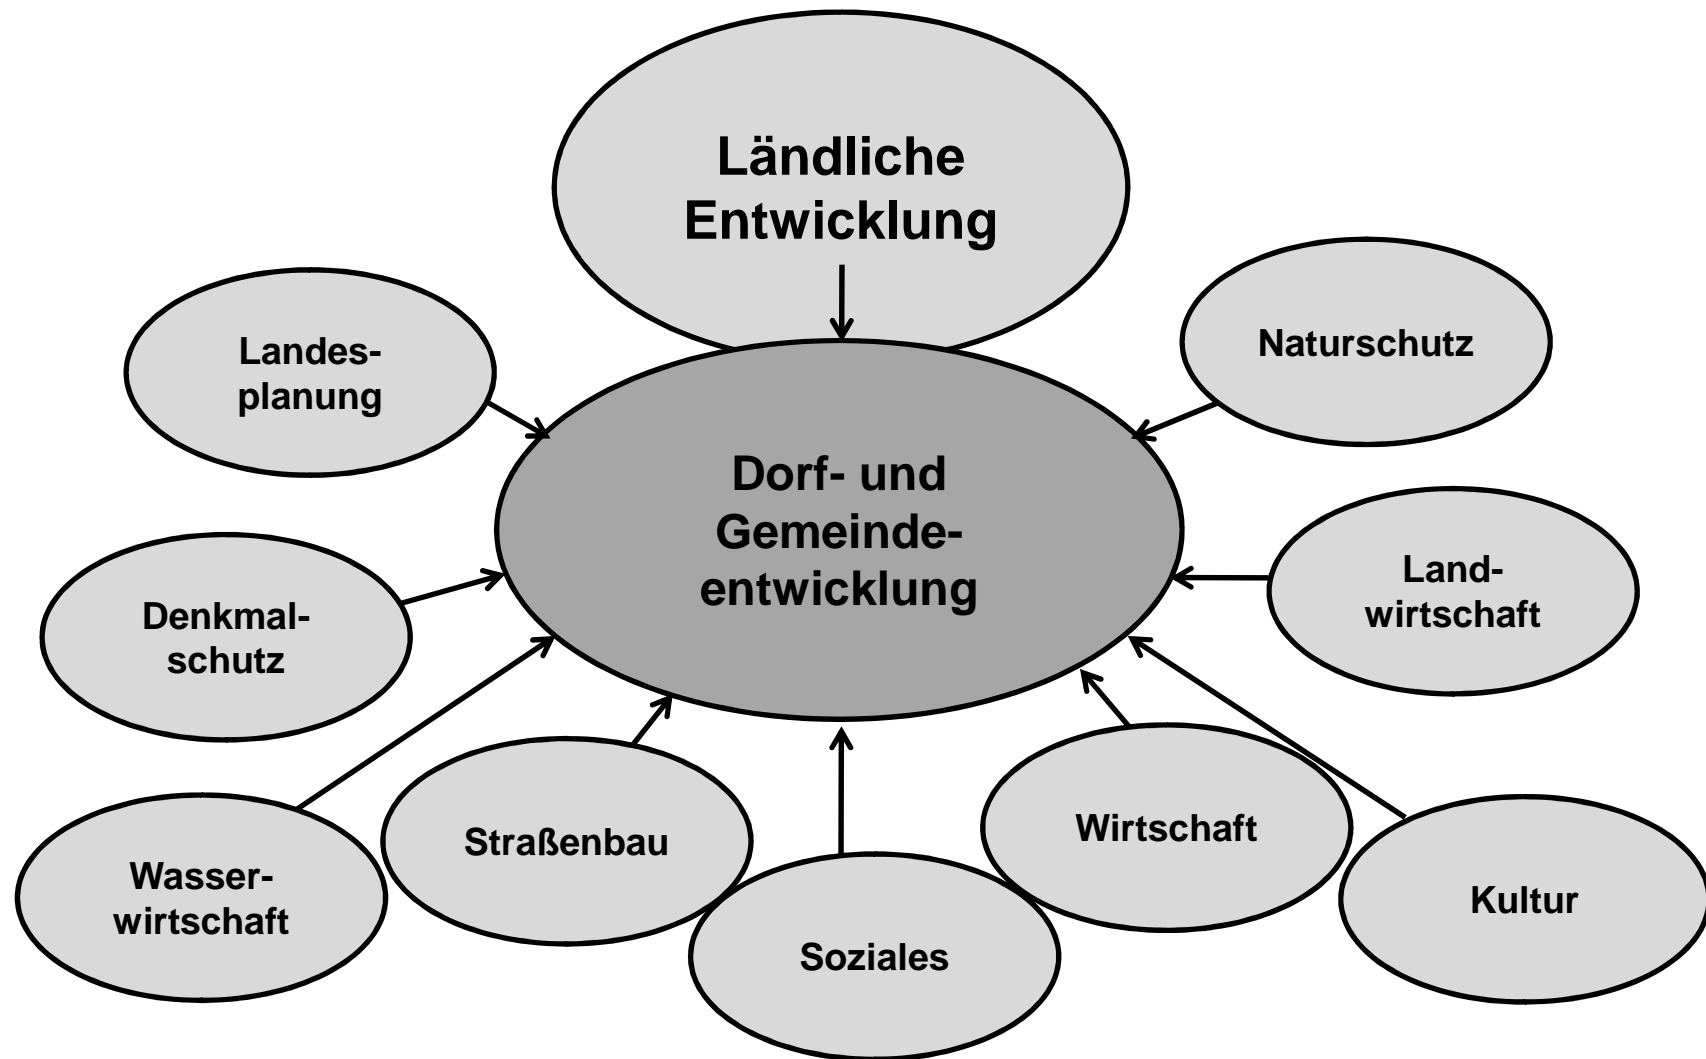 Ländliche
Entwicklung
Landes-
planung
Naturschutz
Dorf- und
Gemeinde-
entwicklung
Denkmal-
schutz
Land-
wirtschaft
Wasser-
wirtschaft
Straßenbau
Soziales
Wirtschaft
Kultur